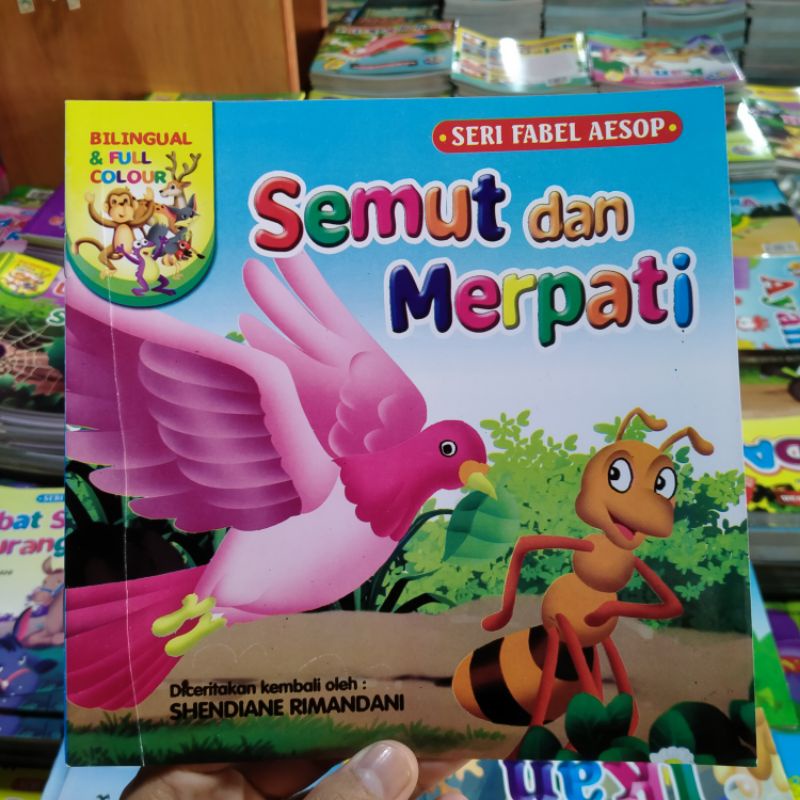 BILINGUAL
& FULL
COLOUR
SERI FABEL AESOP
Semut dan
Merpati
Diceritakan kembali oleh :
SHENDIANE RIMANDANI